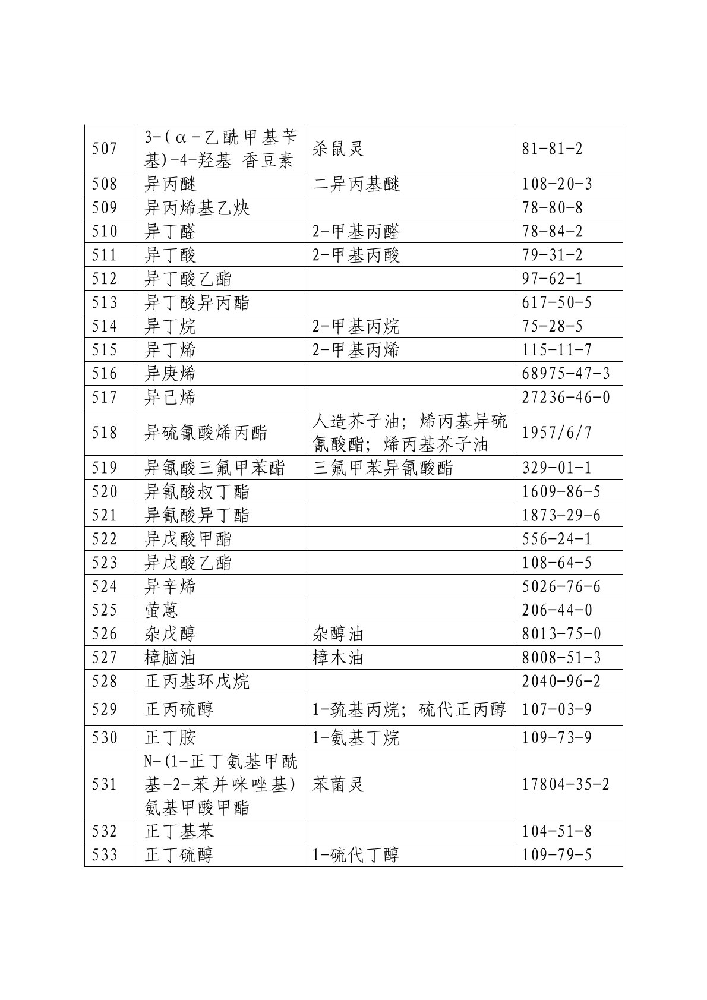 507 3-(α-乙酰甲基苄基)-4-羟基 香豆素 杀鼠灵 81-81-2
508 异丙醚 二异丙基醚 108-20-3
509 异丙烯基乙炔 78-80-8
510 异丁醛 2-甲基丙醛 78-84-2
511 异丁酸 2-甲基丙酸 79-31-2
512 异丁酸乙酯 97-62-1
513 异丁酸异丙酯 617-50-5
514 异丁烷 2-甲基丙烷 75-28-5
515 异丁烯 2-甲基丙烯 115-11-7
516 异庚烯 68975-47-3
517 异己烯 27236-46-0
518 异硫氰酸烯丙酯 人造芥子油；烯丙基异硫氰酸酯；烯丙基芥子油 1957/6/7
519 异氰酸三氟甲苯酯 三氟甲苯异氰酸酯 329-01-1
520 异氰酸叔丁酯 1609-86-5
521 异氰酸异丁酯 1873-29-6
522 异戊酸甲酯 556-24-1
523 异戊酸乙酯 108-64-5
524 异辛烯 5026-76-6
525 萤蒽 206-44-0
526 杂戊醇 杂醇油 8013-75-0
527 樟脑油 樟木油 8008-51-3
528 正丙基环戊烷 2040-96-2
529 正丙硫醇 1-巯基丙烷；硫代正丙醇 107-03-9
530 正丁胺 1-氨基丁烷 109-73-9
531 N-(1-正丁氨基甲酰基-2-苯并咪唑基)氨基甲酸甲酯 苯菌灵 17804-35-2
532 正丁基苯 104-51-8
533 正丁硫醇 1-硫代丁醇 109-79-5